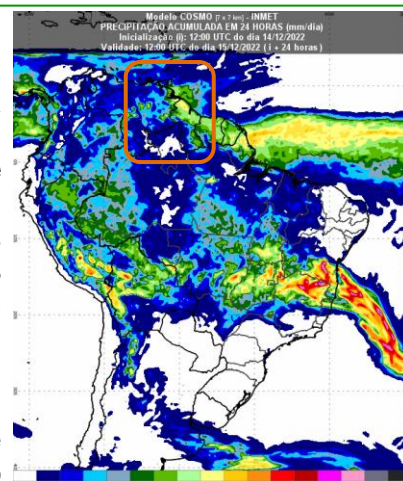 Modelo COSMO [7 x 7 km] - INMET
PRECIPITAÇÃO ACUMULADA EM 24 HORAS (mm/dia)
Inicialização (i): 12:00 UTC do dia 14/12/2022
Validade: 12:00 UTC do dia 15/12/2022 ( i + 24 horas )